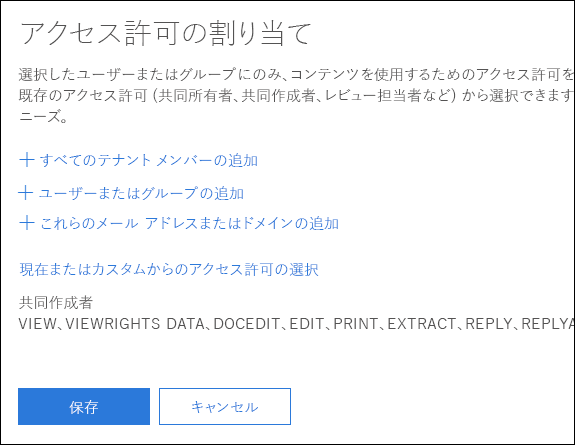 アクセス許可の割り当て
選択したユーザーまたはグループにのみ、コンテンツを使用するためのアクセス許可を
既存のアクセス許可 (共同所有者、共同作成者、レビュー担当者など) から選択できます
ニーズ。
＋ すべてのテナント メンバーの追加
＋ ユーザーまたはグループの追加
＋ これらのメール アドレスまたはドメインの追加
現在または力スタムからのアクセス許可の選択
共同作成者
VIEW、VIEWRIGHTS DATA、DOCEDIT、EDIT、PRINT、EXTRACT、REPLY、REPLYA
保存
キャンセル